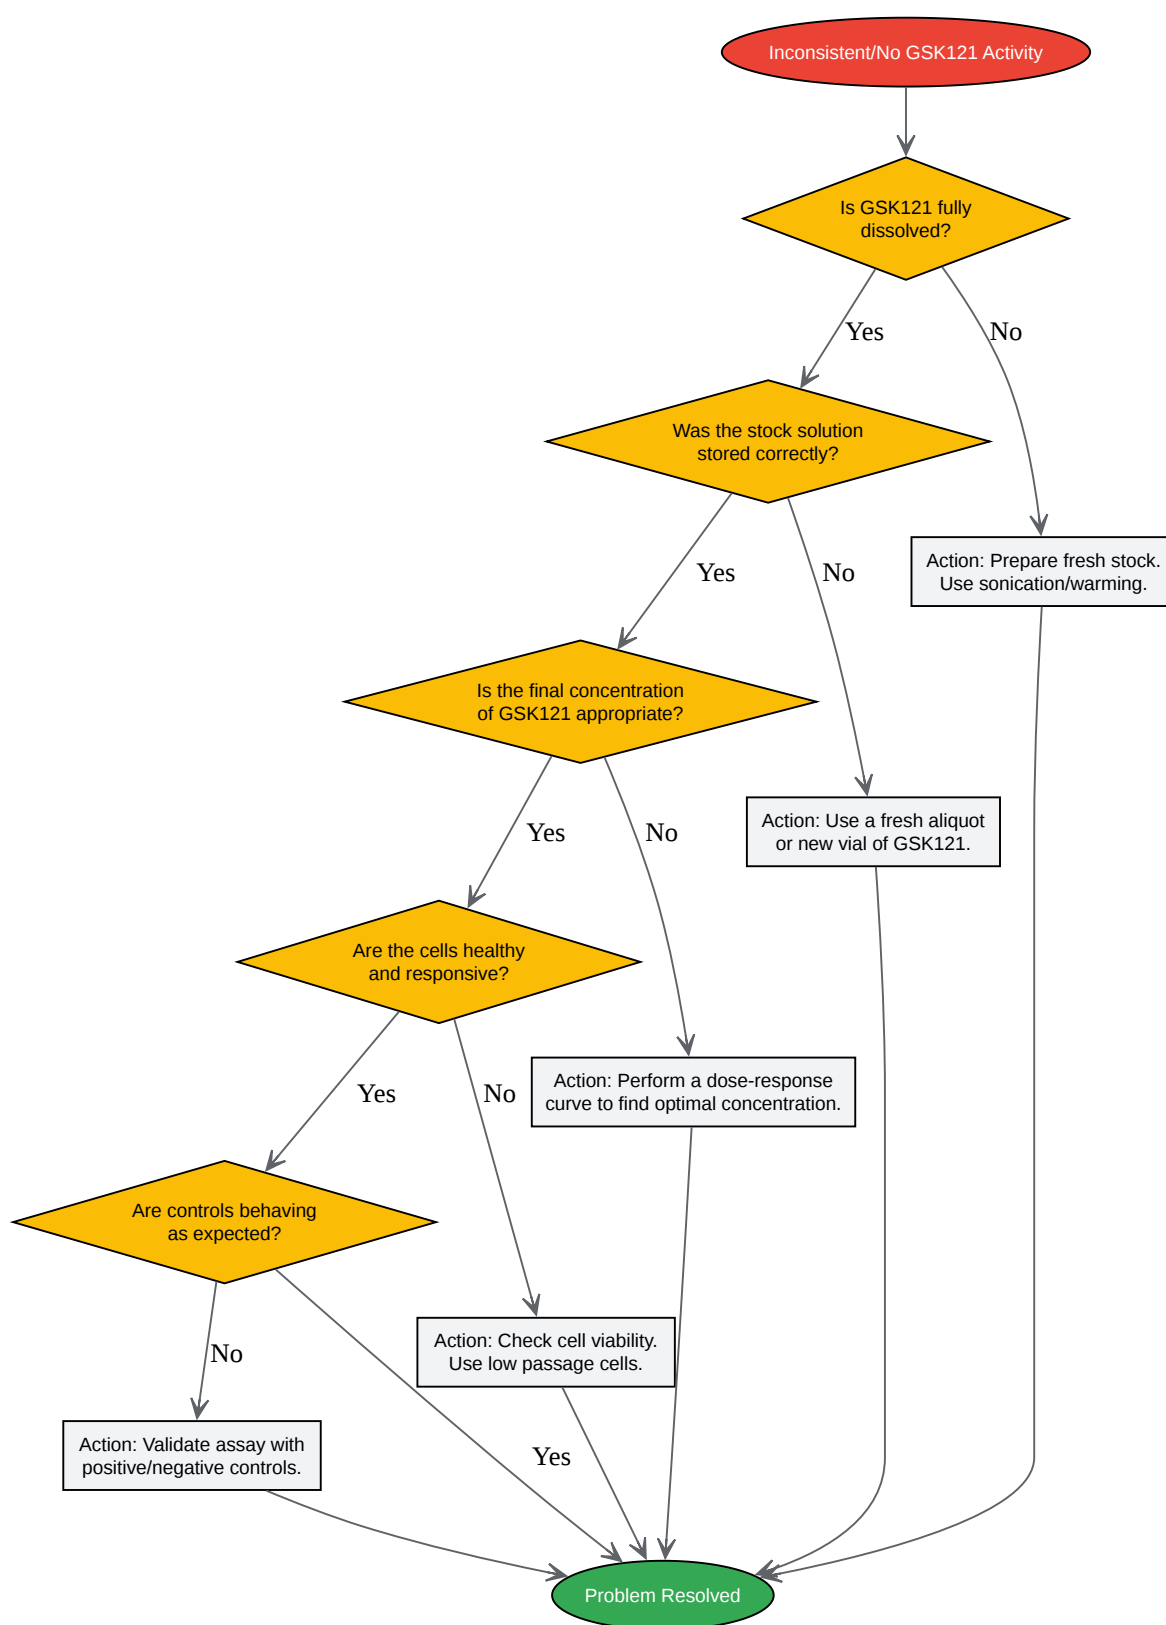 Inconsistent/No GSK121 Activity
Is GSK121 fully
dissolved?
Yes
No
Was the stock solution
stored correctly?
Action: Prepare fresh stock.
Use sonication/warming.
Yes
No
Is the final concentration
of GSK121 appropriate?
Action: Use a fresh aliquot
or new vial of GSK121.
Yes
No
Are the cells healthy
and responsive?
Action: Perform a dose-response
curve to find optimal concentration.
Yes
No
Are controls behaving
as expected?
Action: Check cell viability.
Use low passage cells.
No
Yes
Action: Validate assay with
positive/negative controls.
Problem Resolved